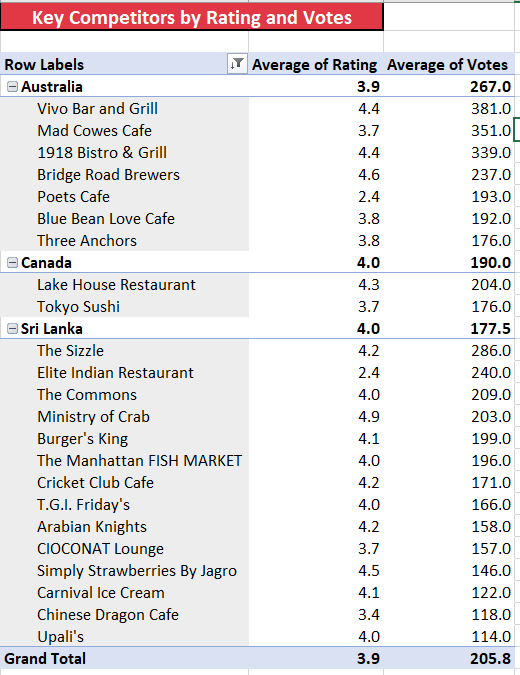 Key Competitors by Rating and Votes
Row Labels Average of Rating Average of Votes
Australia 3.9 267.0
Vivo Bar and Grill 4.4 381.0
Mad Cowes Cafe 3.7 351.0
1918 Bistro & Grill 4.4 339.0
Bridge Road Brewers 4.6 237.0
Poets Cafe 2.4 193.0
Blue Bean Love Cafe 3.8 192.0
Three Anchors 3.8 176.0
Canada 4.0 190.0
Lake House Restaurant 4.3 204.0
Tokyo Sushi 3.7 176.0
Sri Lanka 4.0 177.5
The Sizzle 4.2 286.0
Elite Indian Restaurant 2.4 240.0
The Commons 4.0 209.0
Ministry of Crab 4.9 203.0
Burger's King 4.1 199.0
The Manhattan FISH MARKET 4.0 196.0
Cricket Club Cafe 4.2 171.0
T.G.I. Friday's 4.0 166.0
Arabian Knights 4.2 158.0
CIOCONAT Lounge 3.7 157.0
Simply Strawberries By Jagro 4.5 146.0
Carnival Ice Cream 4.1 122.0
Chinese Dragon Cafe 3.4 118.0
Upali's 4.0 114.0
Grand Total 3.9 205.8